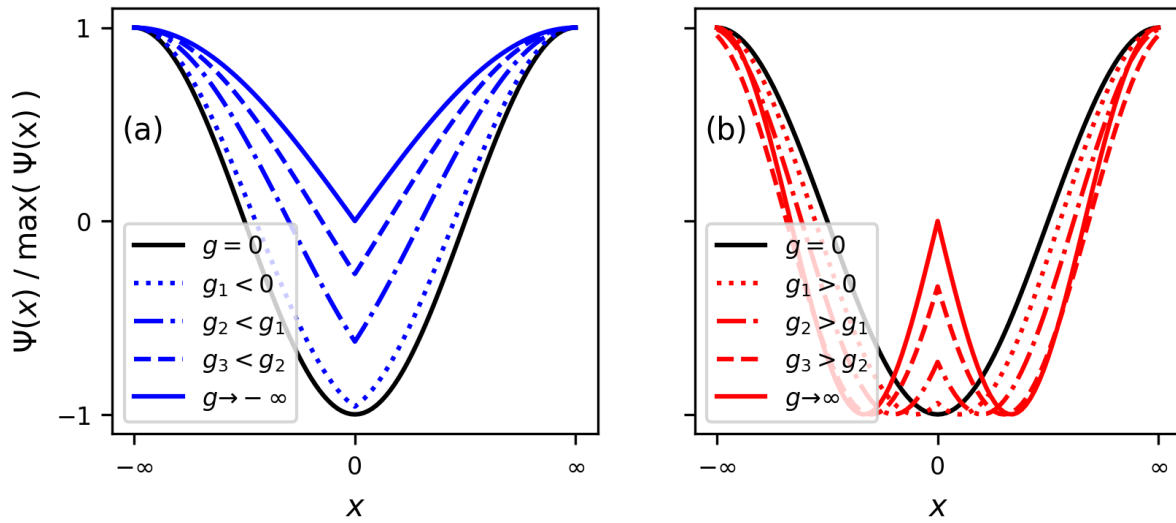 Ψ(x) / max( Ψ(x) )
1
0
−1
(a)
g = 0
g₁ < 0
g₂ < g₁
g₃ < g₂
g → − ∞
−∞
0
∞
x
(b)
g = 0
g₁ > 0
g₂ > g₁
g₃ > g₂
g → ∞
−∞
0
∞
x